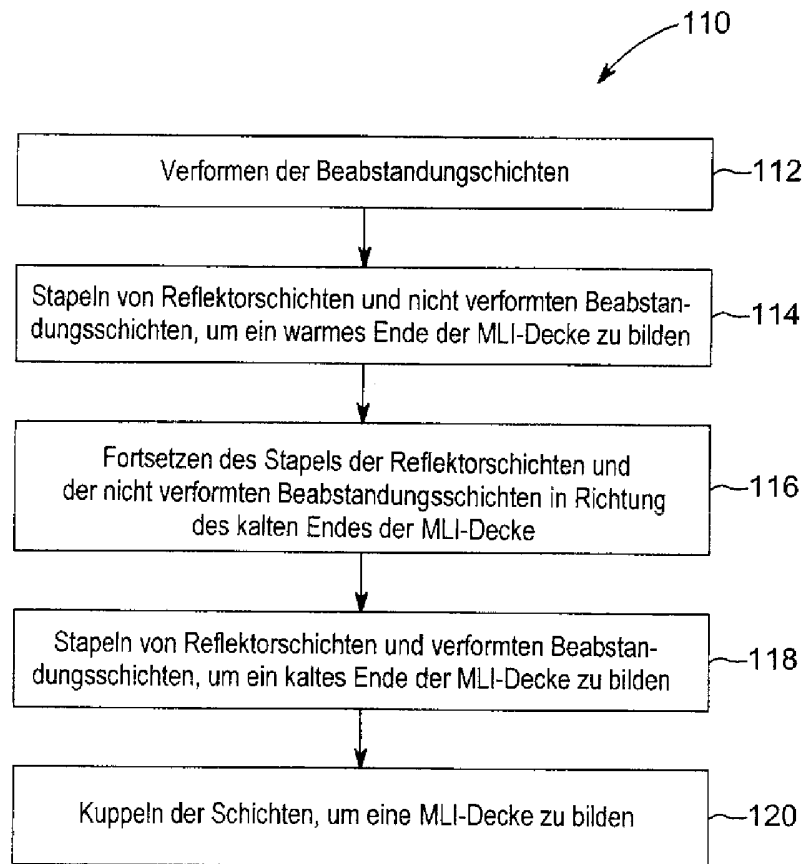 110
Verformen der Beabstandungschichten
112
Stapeln von Reflektorschichten und nicht verformten Beabstan-
dungsschichten, um ein warmes Ende der MLI-Decke zu bilden
114
Fortsetzen des Stapels der Reflektorschichten und
der nicht verformten Beabstandungsschichten in Richtung
des kalten Endes der MLI-Decke
116
Stapeln von Reflektorschichten und verformten Beabstan-
dungsschichten, um ein kaltes Ende der MLI-Decke zu bilden
118
Kuppeln der Schichten, um eine MLI-Decke zu bilden
120